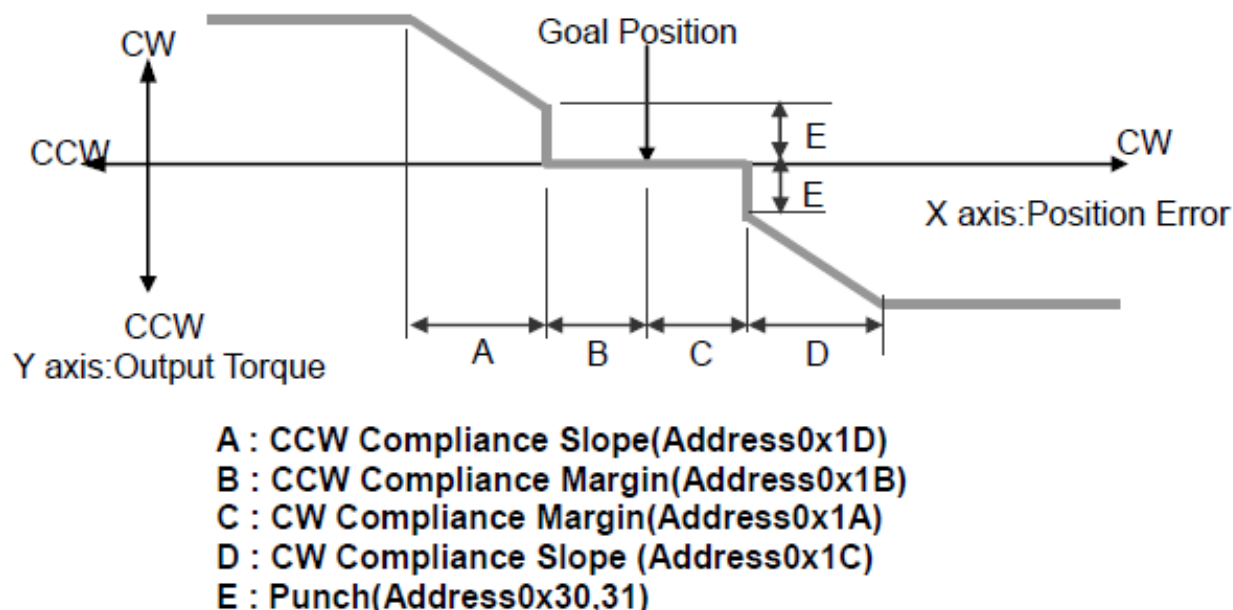 CW
Goal Position
E
CCW
CW
E
X axis:Position Error
CCW
Y axis:Output Torque
A
B
C
D
A : CCW Compliance Slope(Address0x1D)
B : CCW Compliance Margin(Address0x1B)
C : CW Compliance Margin(Address0x1A)
D : CW Compliance Slope (Address0x1C)
E : Punch(Address0x30,31)